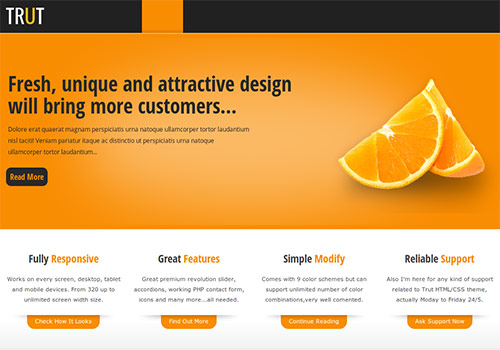 TRUT
Fresh, unique and attractive design
will bring more customers...
Dolore erat quaerat magnam perspiciatis urna natoque ullamcorper tortor laudantium
nisl taciti! Veniam pariatur itaque ac distinctio ut perspiciatis urna natoque
ullamcorper tortor laudantium...
Read More
Fully Responsive
Works on every screen, desktop, tablet
and mobile devices. From 320 up to
unlimited screen width size.
Check How It Looks
Great Features
Great premium revolution slider,
accordions, working PHP contact form,
icons and many more...all needed.
Find Out More
Simple Modify
Comes with 9 color schemes but can
support unlimited number of color
combinations,very well comented.
Continue Reading
Reliable Support
Also I'm here for any kind of support
related to Trut HTML/CSS theme,
actually Moday to Friday 24/5.
Ask Support Now